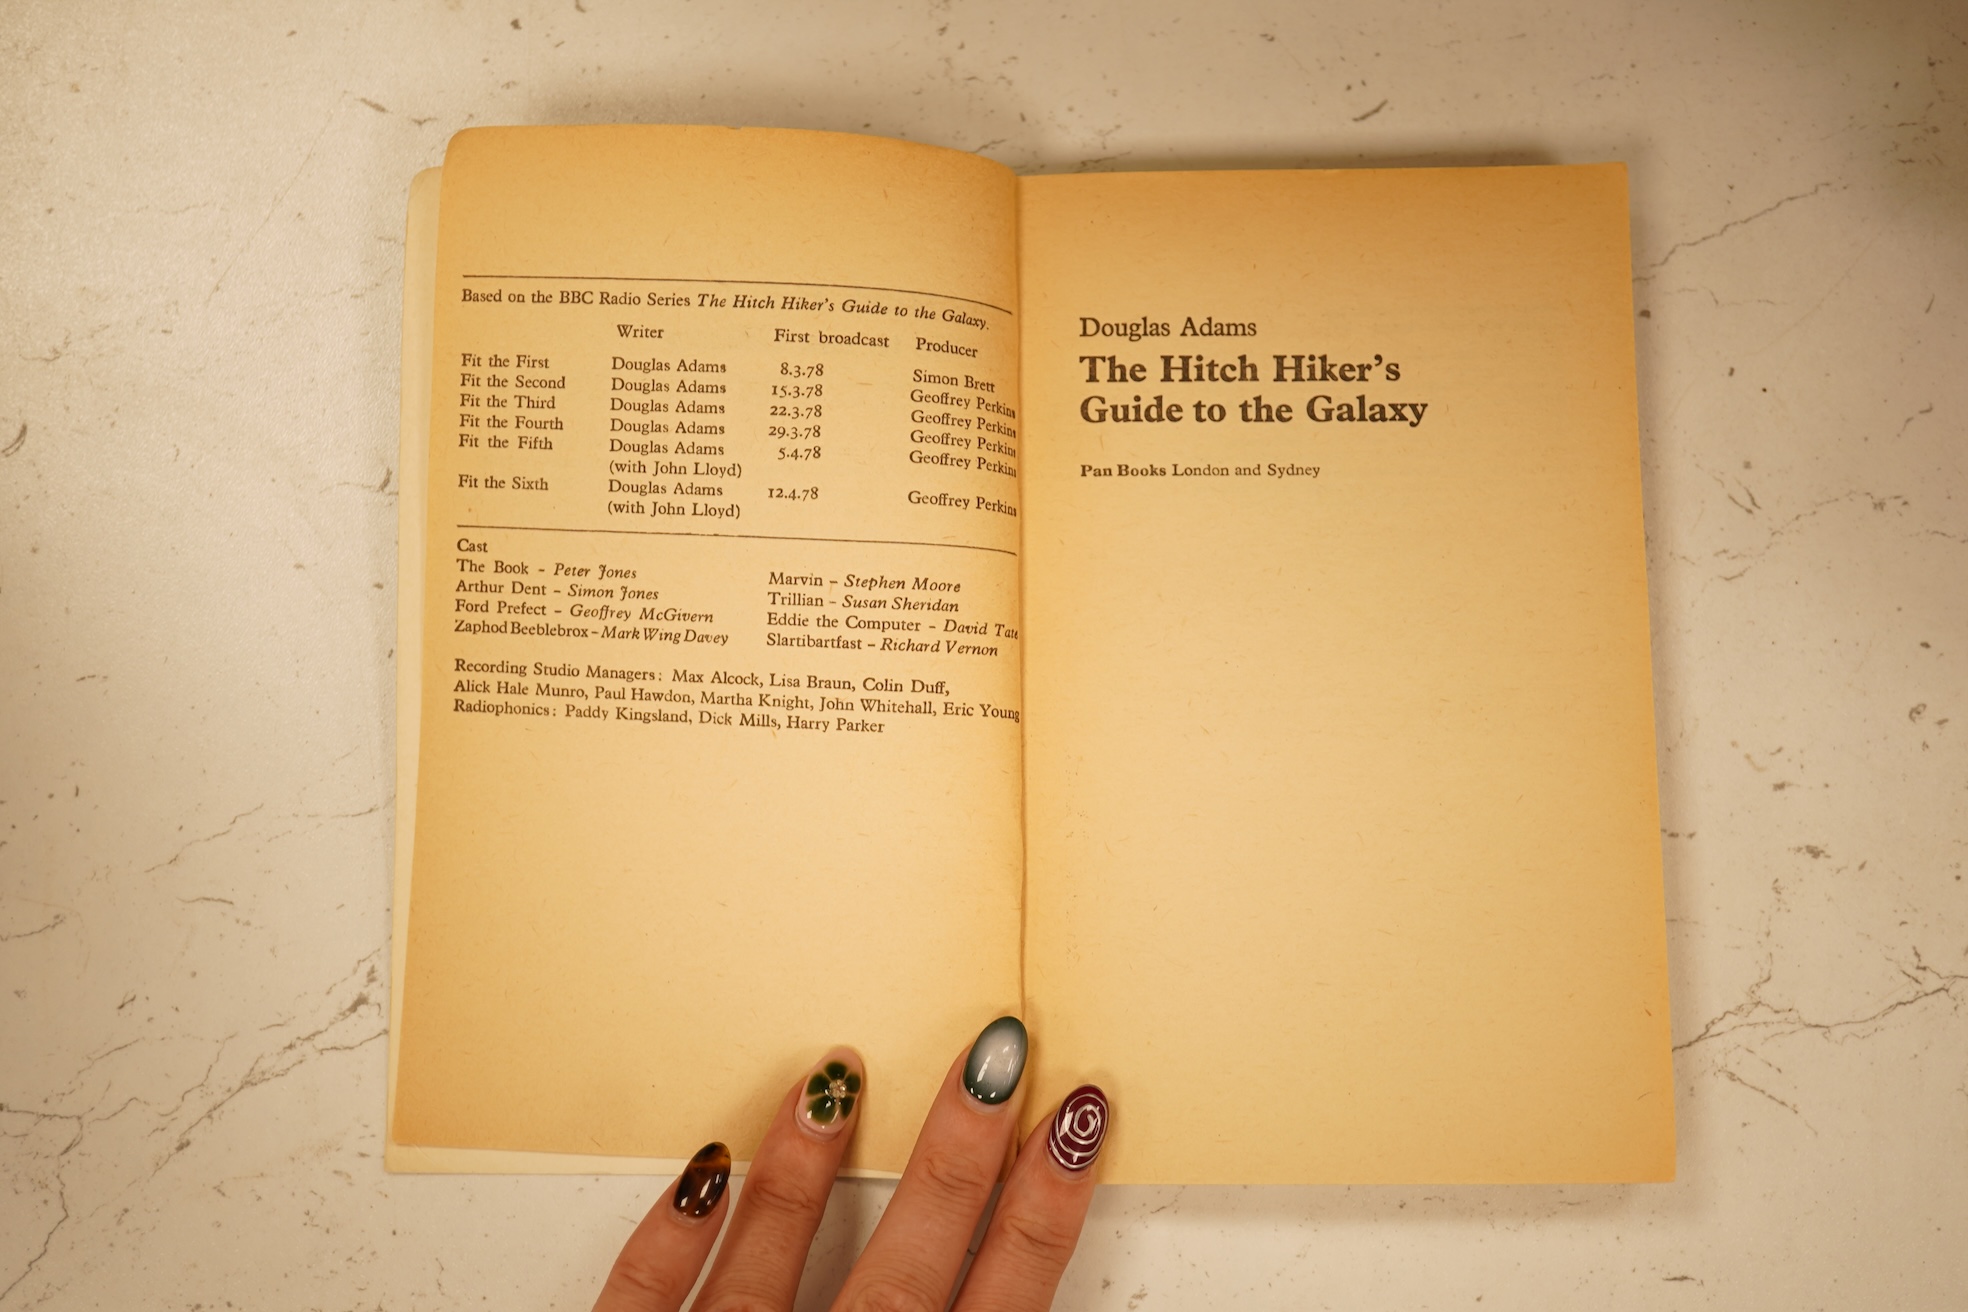 Based on the BBC Radio Series The Hitch Hiker's Guide to the Galaxy.
Writer First broadcast Producer
Fit the First Douglas Adams 8.3.78 Simon Brett
Fit the Second Douglas Adams 15.3.78 Geoffrey Perkins
Fit the Third Douglas Adams 22.3.78 Geoffrey Perkins
Fit the Fourth Douglas Adams 29.3.78 Geoffrey Perkins
Fit the Fifth Douglas Adams 5.4.78 Geoffrey Perkins
(with John Lloyd)
Fit the Sixth Douglas Adams 12.4.78 Geoffrey Perkins
(with John Lloyd)
Cast
The Book – Peter Jones
Arthur Dent – Simon Jones
Ford Prefect – Geoffrey McGivern
Zaphod Beeblebrox – Mark Wing Davey
Marvin – Stephen Moore
Trillian – Susan Sheridan
Eddie the Computer – David Tate
Slartibartfast – Richard Vernon
Recording Studio Managers: Max Alcock, Lisa Braun, Colin Duff,
Alick Hale Munro, Paul Hawdon, Martha Knight, John Whitehall, Eric Young
Radiophonics: Paddy Kingsland, Dick Mills, Harry Parker
Douglas Adams
The Hitch Hiker's
Guide to the Galaxy
Pan Books London and Sydney